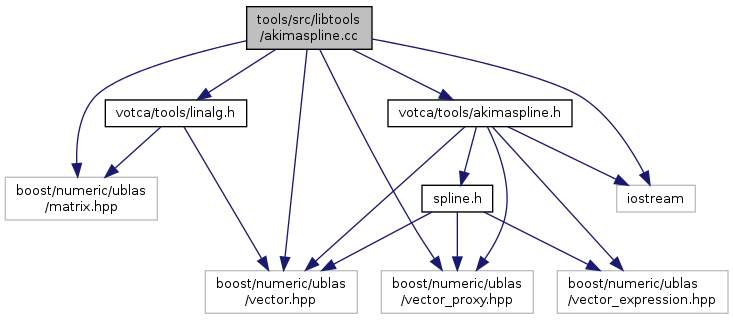 tools/src/libtools
/akimaspline.cc
votca/tools/linalg.h
votca/tools/akimaspline.h
boost/numeric/ublas
/matrix.hpp
spline.h
iostream
boost/numeric/ublas
/vector.hpp
boost/numeric/ublas
/vector_proxy.hpp
boost/numeric/ublas
/vector_expression.hpp